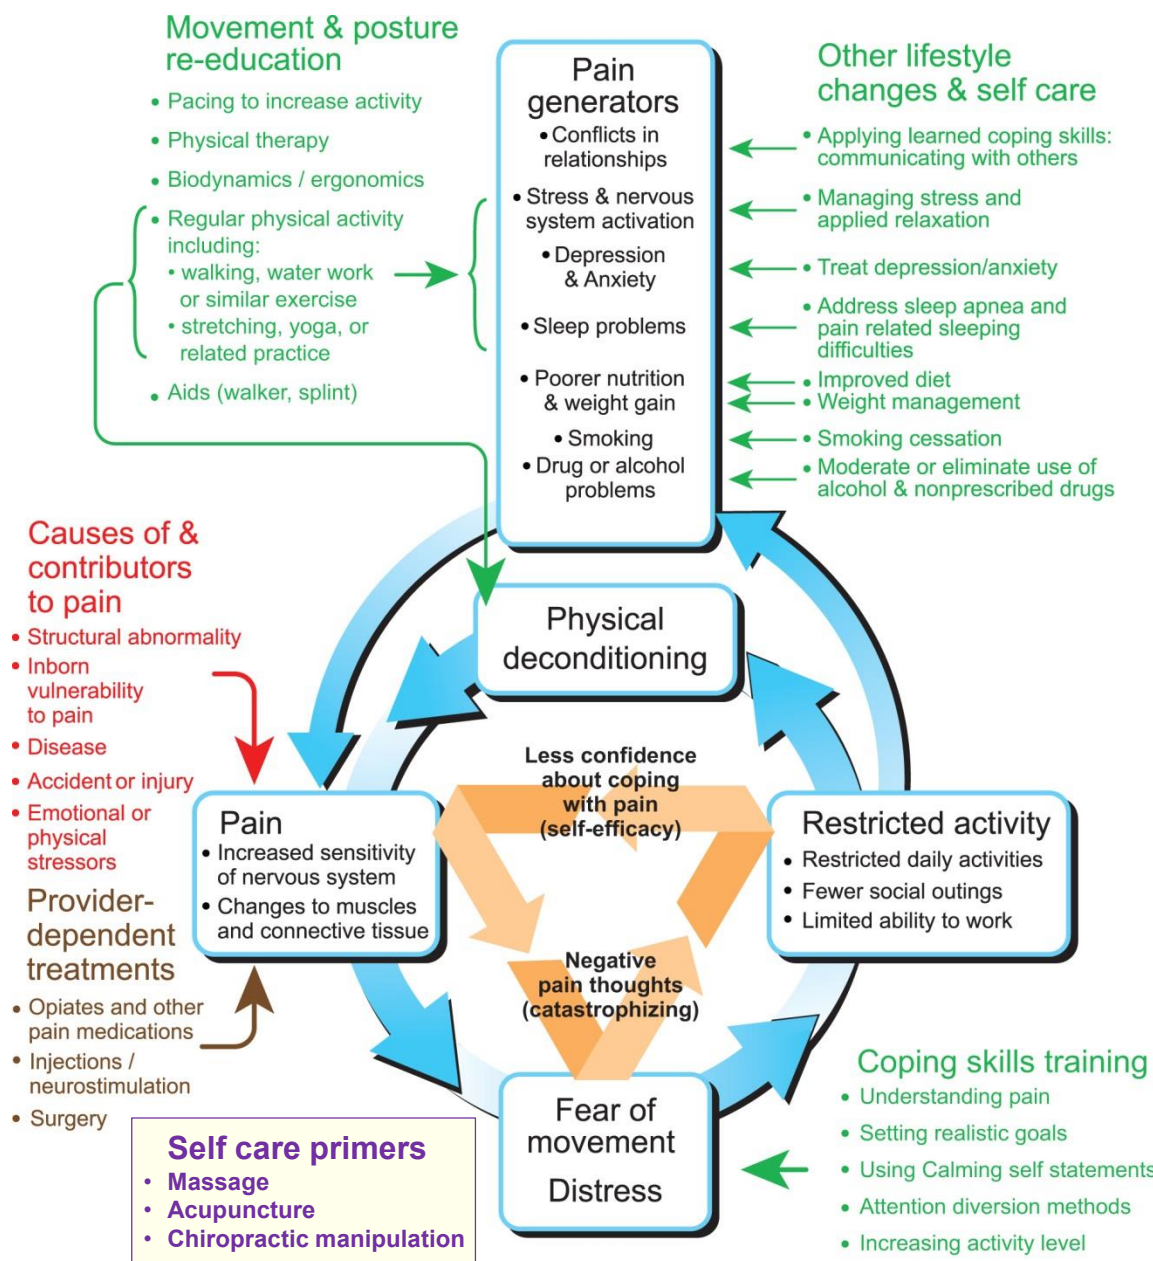 Movement & posture
re-education
• Pacing to increase activity
• Physical therapy
• Biodynamics / ergonomics
• Regular physical activity
including:
• walking, water work
or similar exercise
• stretching, yoga, or
related practice
• Aids (walker, splint)
Pain
generators
• Conflicts in
relationships
• Stress & nervous
system activation
• Depression
& Anxiety
• Sleep problems
• Poorer nutrition
& weight gain
• Smoking
• Drug or alcohol
problems
Other lifestyle
changes & self care
• Applying learned coping skills:
communicating with others
• Managing stress and
applied relaxation
• Treat depression/anxiety
• Address sleep apnea and
pain related sleeping
difficulties
• Improved diet
• Weight management
• Smoking cessation
• Moderate or eliminate use of
alcohol & nonprescribed drugs
Causes of &
contributors
to pain
• Structural abnormality
• Inborn
vulnerability
to pain
• Disease
• Accident or injury
• Emotional or
physical
stressors
Physical
deconditioning
Less confidence
about coping
with pain
(self-efficacy)
Pain
• Increased sensitivity
of nervous system
• Changes to muscles
and connective tissue
Restricted activity
• Restricted daily activities
• Fewer social outings
• Limited ability to work
Provider-
dependent
treatments
• Opiates and other
pain medications
• Injections /
neurostimulation
• Surgery
Negative
pain thoughts
(catastrophizing)
Fear of
movement
Distress
Self care primers
• Massage
• Acupuncture
• Chiropractic manipulation
Coping skills training
• Understanding pain
• Setting realistic goals
• Using Calming self statements
• Attention diversion methods
• Increasing activity level